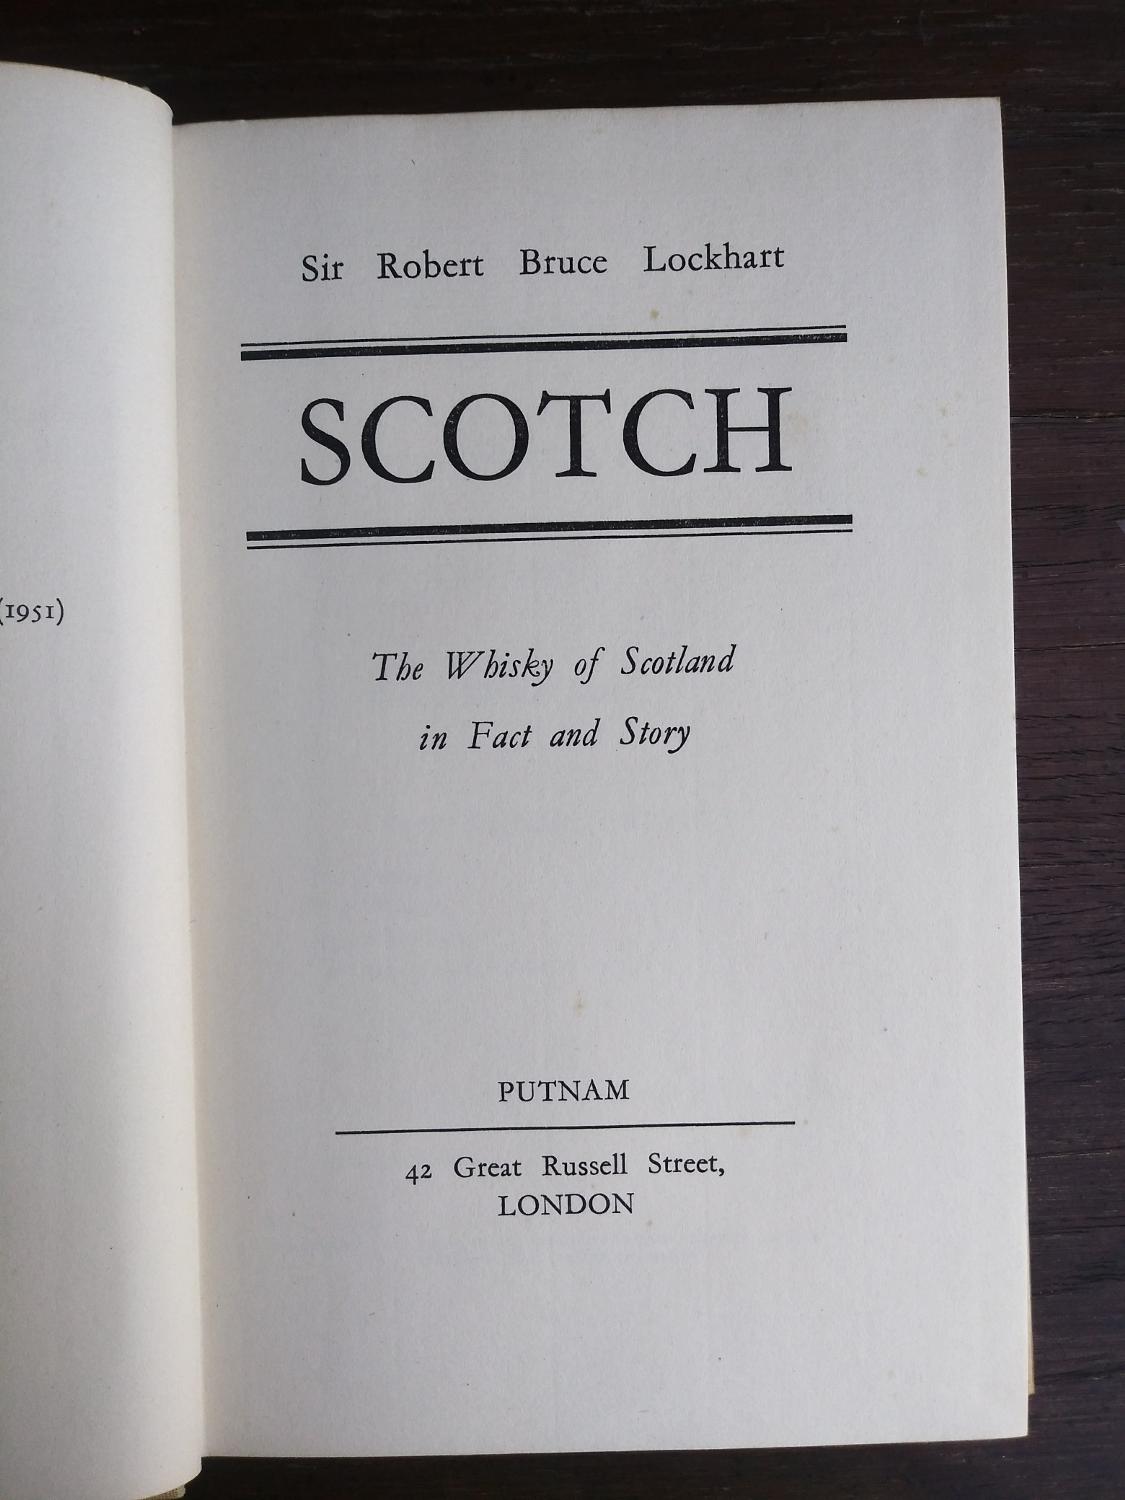 (1951)
Sir Robert Bruce Lockhart
SCOTCH
The Whisky of Scotland
in Fact and Story
PUTNAM
42 Great Russell Street,
LONDON